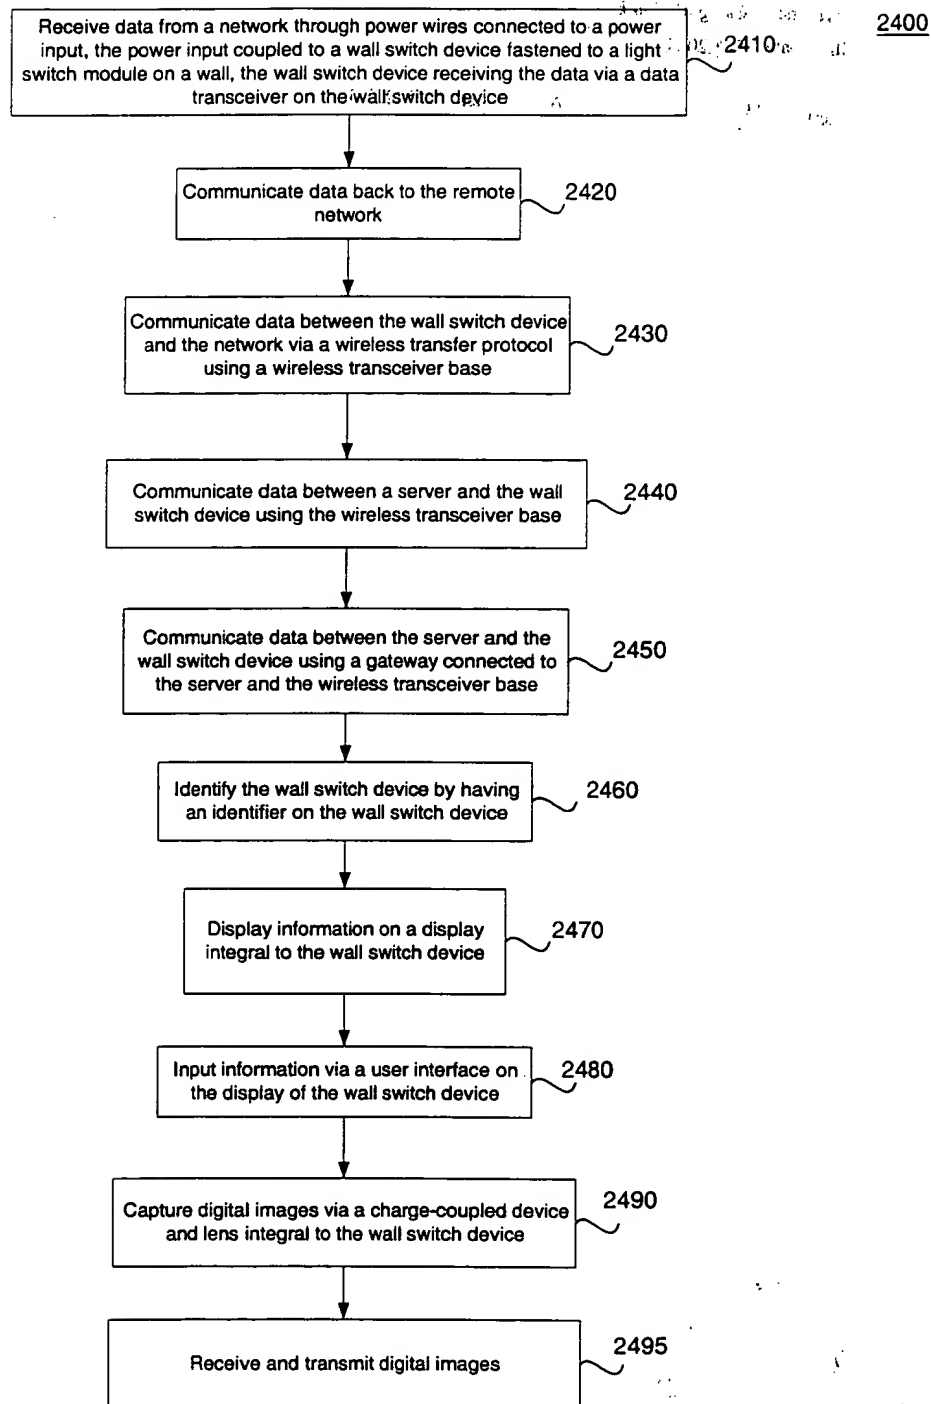 2400
Receive data from a network through power wires connected to a power
input, the power input coupled to a wall switch device fastened to a light
switch module on a wall, the wall switch device receiving the data via a data
transceiver on the wall switch device
2410
Communicate data back to the remote
network
2420
Communicate data between the wall switch device
and the network via a wireless transfer protocol
using a wireless transceiver base
2430
Communicate data between a server and the wall
switch device using the wireless transceiver base
2440
Communicate data between the server and the
wall switch device using a gateway connected to
the server and the wireless transceiver base
2450
Identify the wall switch device by having
an identifier on the wall switch device
2460
Display information on a display
integral to the wall switch device
2470
Input information via a user interface on
the display of the wall switch device
2480
Capture digital images via a charge-coupled device
and lens integral to the wall switch device
2490
Receive and transmit digital images
2495